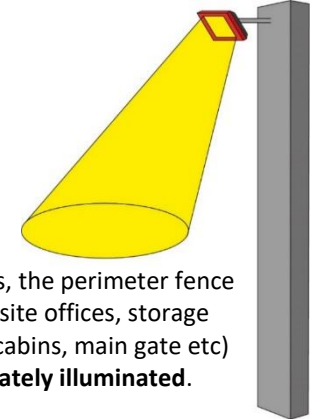 s, the perimeter fence
site offices, storage
cabins, main gate etc)
ately illuminated.